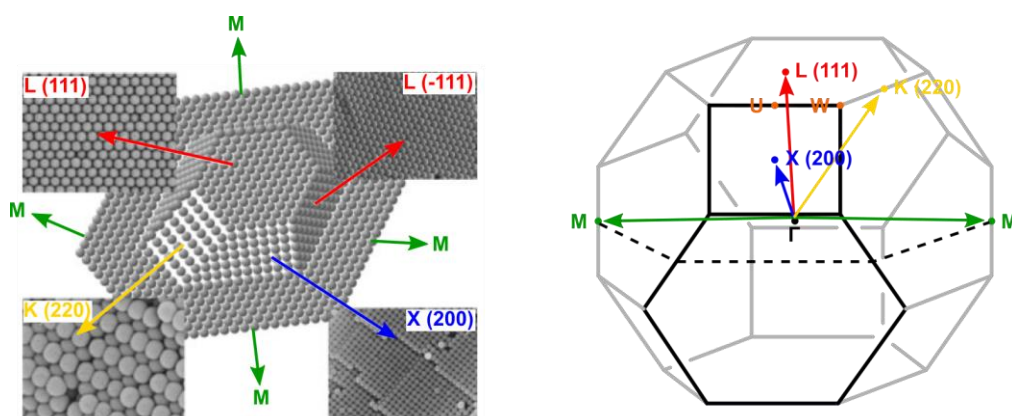 M
L (111)
L (-111)
M
M
K (220)
X (200)
M
L (111)
K (220)
U
W
X (200)
M
Γ
M